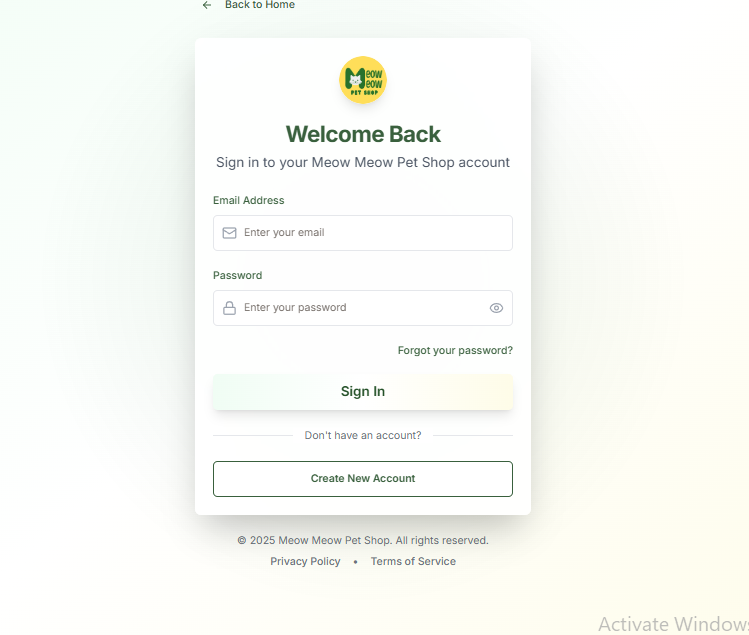 Back to Home
Meow
Meow
PET SHOP
Welcome Back
Sign in to your Meow Meow Pet Shop account
Email Address
Enter your email
Password
Enter your password
Forgot your password?
Sign In
Don't have an account?
Create New Account
© 2025 Meow Meow Pet Shop. All rights reserved.
Privacy Policy • Terms of Service
Activate Windows